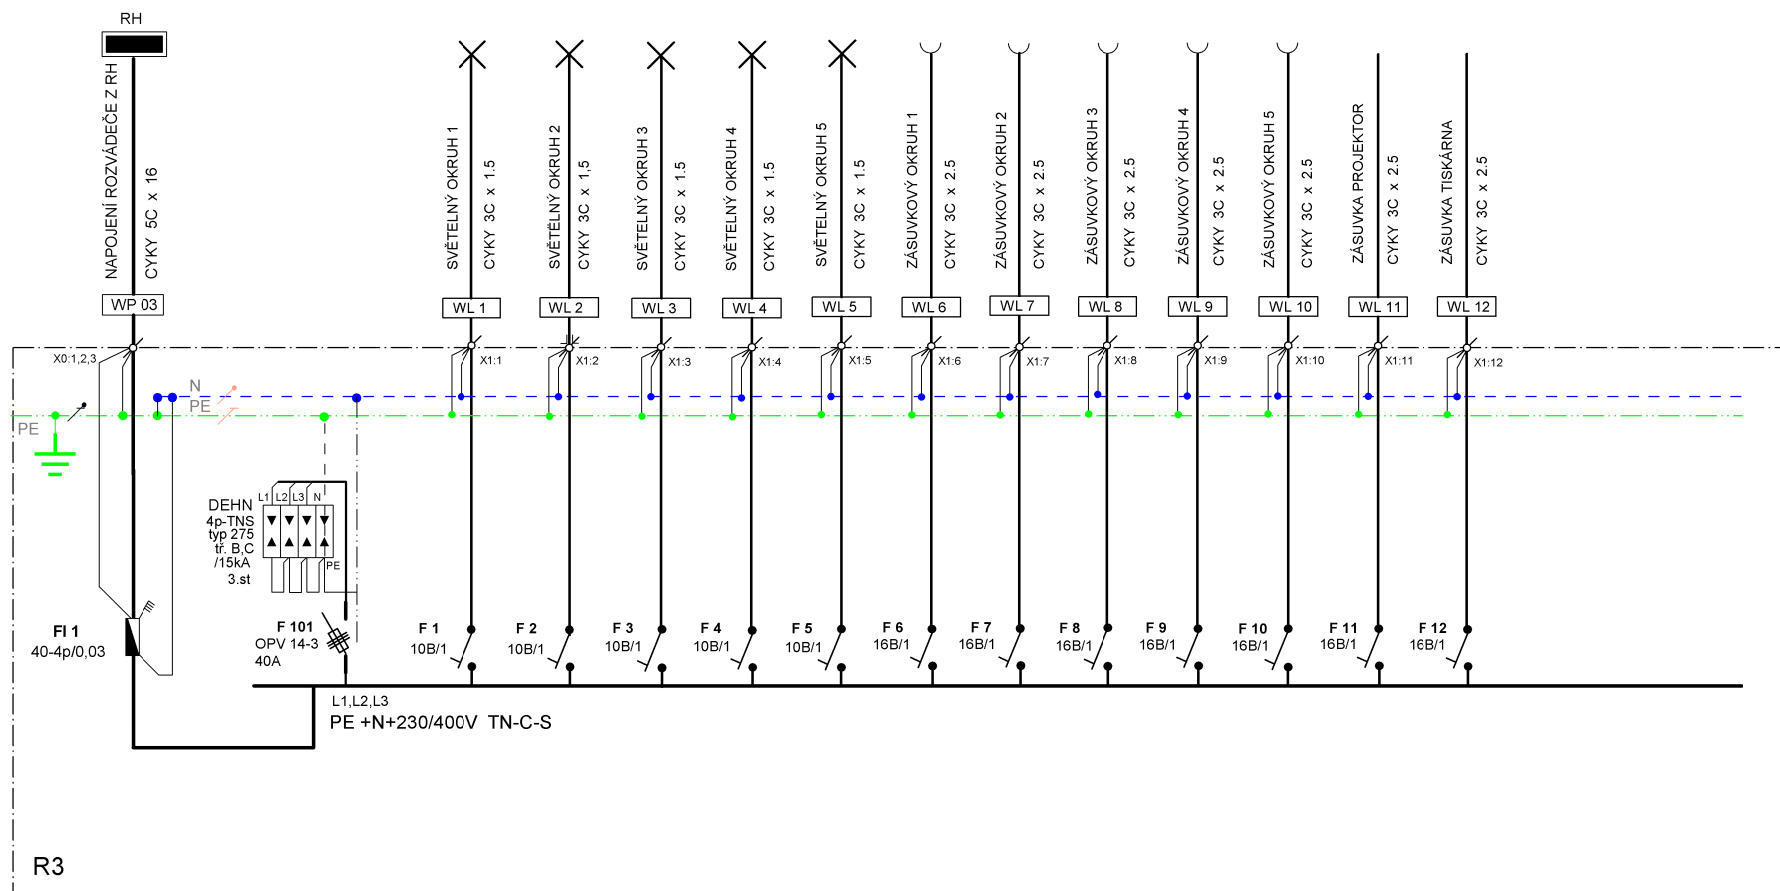 RH
NAPOJENÍ ROZVÁDĚČE Z RH
CYKY 5C x 16
SVĚTELNÝ OKRUH 1
CYKY 3C x 1.5
SVĚTELNÝ OKRUH 2
CYKY 3C x 1,5
SVĚTELNÝ OKRUH 3
CYKY 3C x 1.5
SVĚTELNÝ OKRUH 4
CYKY 3C x 1.5
SVĚTELNÝ OKRUH 5
CYKY 3C x 1.5
ZÁSUVKOVÝ OKRUH 1
CYKY 3C x 2.5
ZÁSUVKOVÝ OKRUH 2
CYKY 3C x 2.5
ZÁSUVKOVÝ OKRUH 3
CYKY 3C x 2.5
ZÁSUVKOVÝ OKRUH 4
CYKY 3C x 2.5
ZÁSUVKOVÝ OKRUH 5
CYKY 3C x 2.5
ZÁSUVKA PROJEKTOR
CYKY 3C x 2.5
ZÁSUVKA TISKÁRNA
CYKY 3C x 2.5
WP 03
WL 1
WL 2
WL 3
WL 4
WL 5
WL 6
WL 7
WL 8
WL 9
WL 10
WL 11
WL 12
X0:1,2,3
X1:1
X1:2
X1:3
X1:4
X1:5
X1:6
X1:7
X1:8
X1:9
X1:10
X1:11
X1:12
N
PE
PE
L1 L2 L3 N
DEHN
4p-TNS
typ 275
tř. B,C
/15kA
3.st
PE
FI 1
40-4p/0,03
F 101
OPV 14-3
40A
F 1
10B/1
F 2
10B/1
F 3
10B/1
F 4
10B/1
F 5
10B/1
F 6
16B/1
F 7
16B/1
F 8
16B/1
F 9
16B/1
F 10
16B/1
F 11
16B/1
F 12
16B/1
L1,L2,L3
PE +N+230/400V TN-C-S
R3